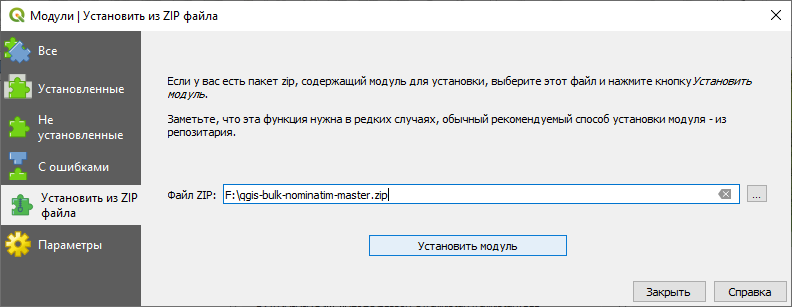 Модули | Установить из ZIP файла
Все
Установленные
Не
установленные
С ошибками
Установить из ZIP
файла
Параметры
Если у вас есть пакет zip, содержащий модуль для установки, выберите этот файл и нажмите кнопку Установить
модуль.
Заметьте, что эта функция нужна в редких случаях, обычный рекомендуемый способ установки модуля - из
репозитария.
Файл ZIP: F:\qgis-bulk-nominatim-master.zip ...
Установить модуль
Закрыть Справка